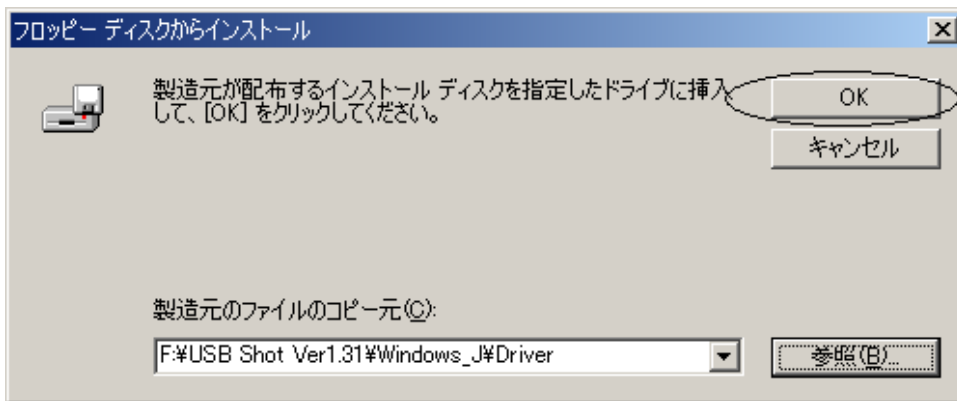 フロッピー ディスクからインストール
製造元が配布するインストール ディスクを指定したドライブに挿入
して、[OK] をクリックしてください。
OK
キャンセル
製造元のファイルのコピー元(C):
F:¥USB Shot Ver1.31¥Windows_J¥Driver
参照(B)...